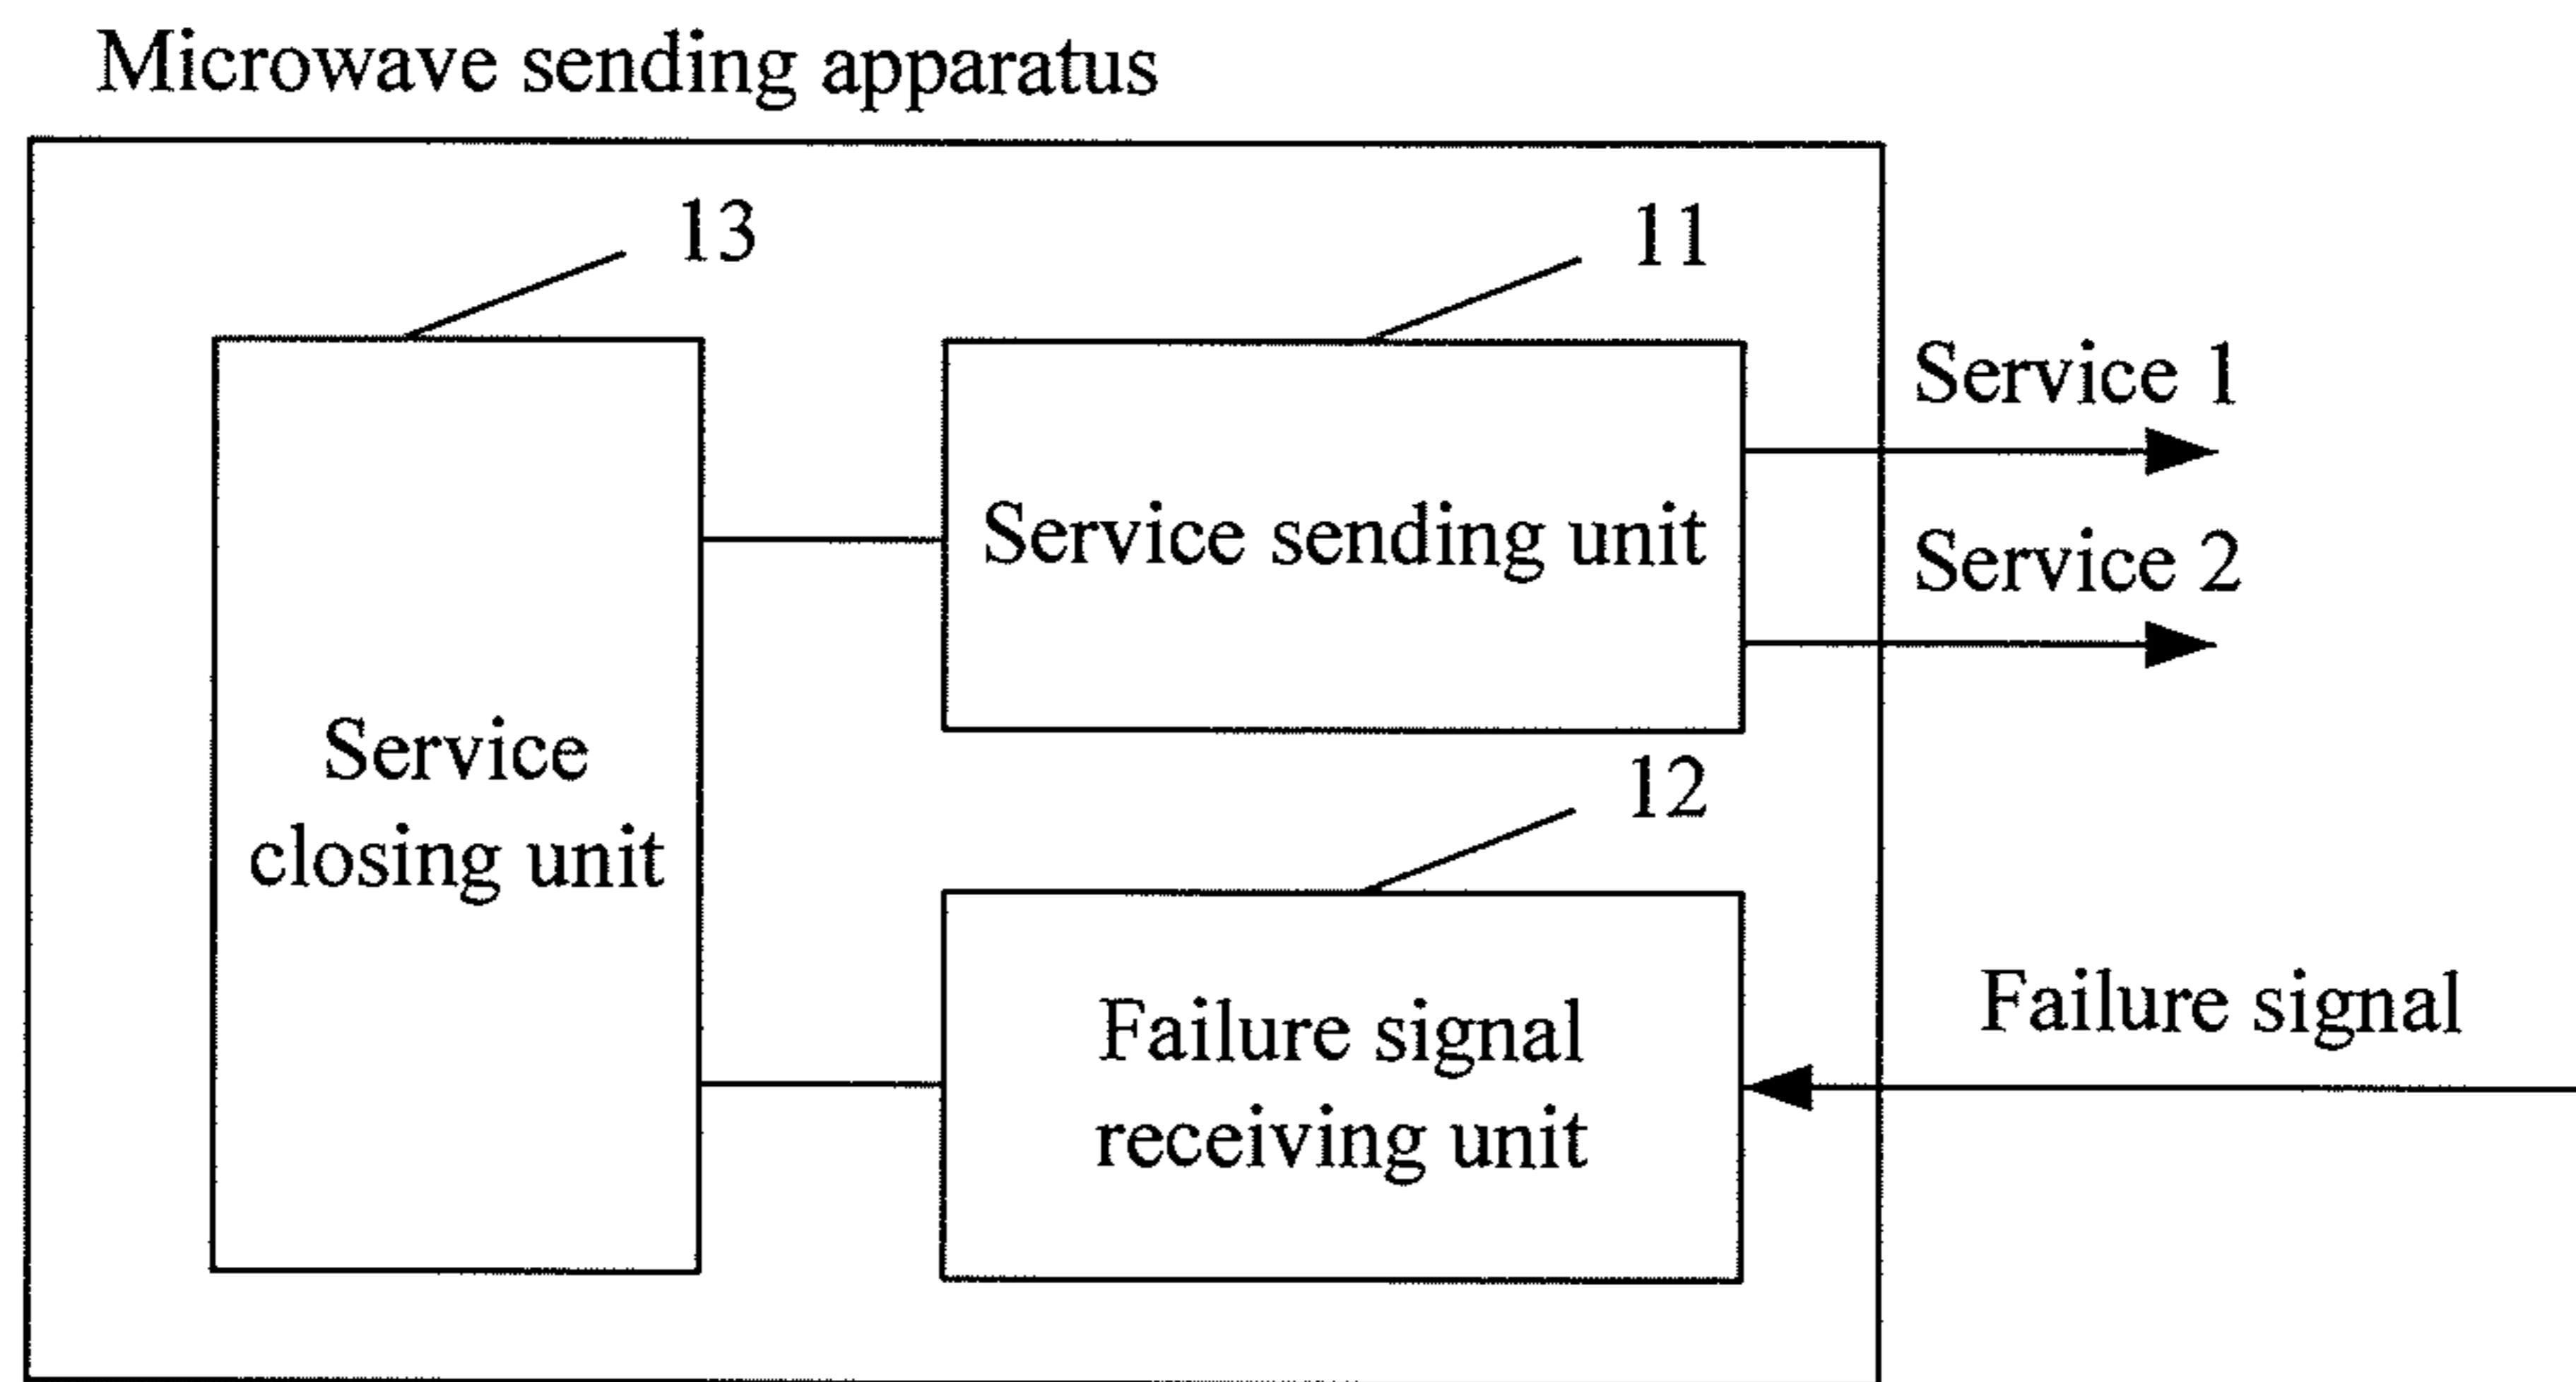 Microwave sending apparatus
13
11
Service 1
Service sending unit
Service 2
Service
closing unit
12
Failure signal
receiving unit
Failure signal